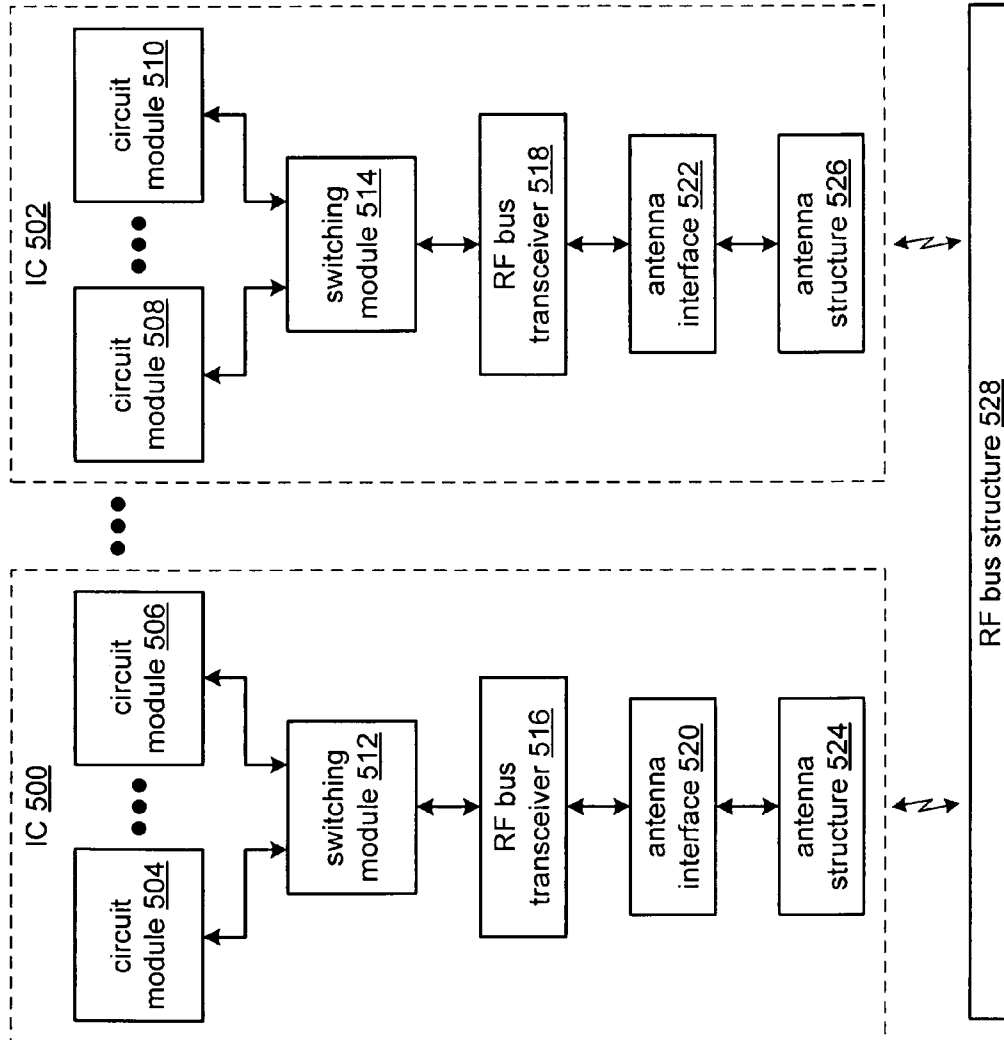 IC 500
circuit
module 504
circuit
module 506
switching
module 512
RF bus
transceiver 516
antenna
interface 520
antenna
structure 524
IC 502
circuit
module 508
circuit
module 510
switching
module 514
RF bus
transceiver 518
antenna
interface 522
antenna
structure 526
RF bus structure 528